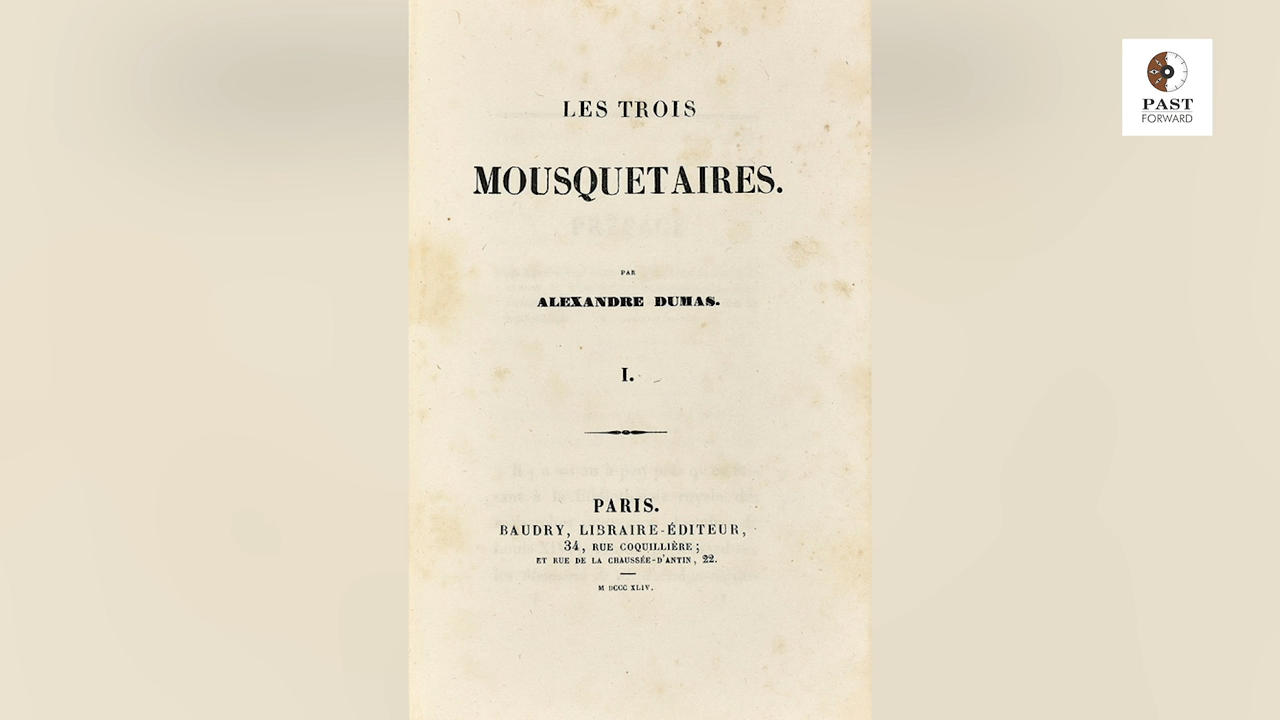 LES TROIS
MOUSQUETAIRES.
PAR
ALEXANDRE DUMAS.
I.
PARIS.
BAUDRY, LIBRAIRE-ÉDITEUR,
34, RUE COQUILLIÈRE;
ET RUE DE LA CHAUSSÉE-D'ANTIN, 22.
M DCCC XLIV.
PAST
FORWARD